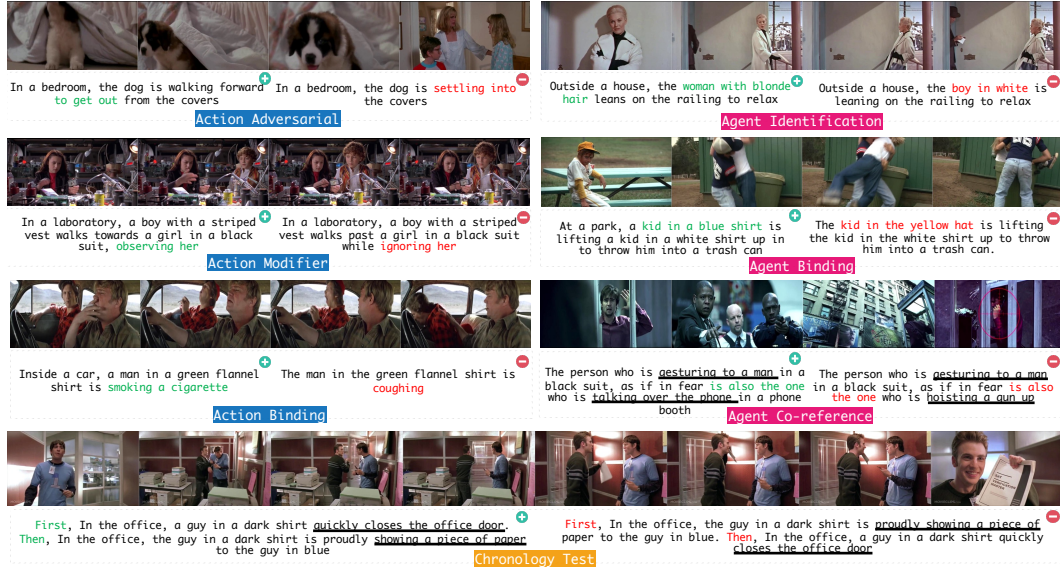 In a bedroom, the dog is walking forward
to get out from the covers
In a bedroom, the dog is settling into
the covers
Action Adversarial
Outside a house, the woman with blonde
hair leans on the railing to relax
Outside a house, the boy in white is
leaning on the railing to relax
Agent Identification
In a laboratory, a boy with a striped
vest walks towards a girl in a black
suit, observing her
In a laboratory, a boy with a striped
vest walks past a girl in a black suit
while ignoring her
Action Modifier
At a park, a kid in a blue shirt is
lifting a kid in a white shirt up in
to throw him into a trash can
The kid in the yellow hat is lifting
the kid in the white shirt up to throw
him into a trash can.
Agent Binding
Inside a car, a man in a green flannel
shirt is smoking a cigarette
The man in the green flannel shirt is
coughing
Action Binding
The person who is gesturing to a man in a
black suit, as if in fear is also the one
who is talking over the phone in a phone
booth
The person who is gesturing to a man
in a black suit, as if in fear is also
the one who is hoisting a gun up
Agent Co-reference
First, In the office, a guy in a dark shirt quickly closes the office door.
Then, In the office, the guy in a dark shirt is proudly showing a piece of paper
to the guy in blue
First, In the office, the guy in a dark shirt is proudly showing a piece of
paper to the guy in blue. Then, In the office, a guy in a dark shirt quickly
closes the office door
Chronology Test